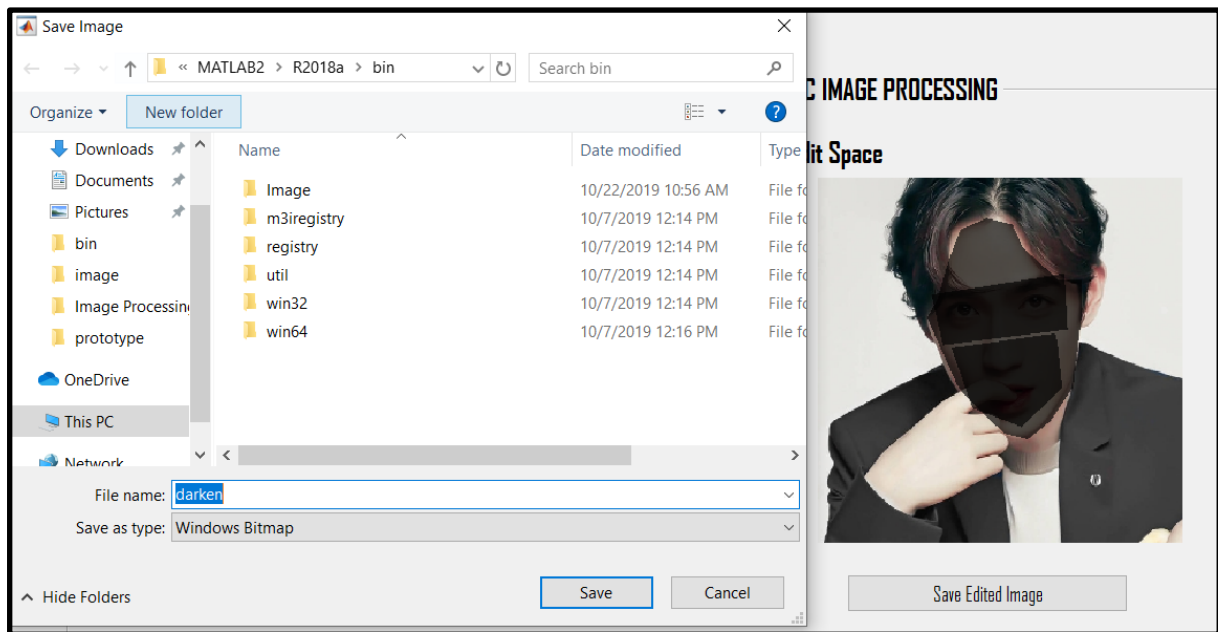 Save Image
« MATLAB2 > R2018a > bin
Search bin
Organize
New folder
?
Downloads
Documents
Pictures
bin
image
Image Processin
prototype
OneDrive
This PC
Network
Name Date modified Type
Image 10/22/2019 10:56 AM File fo
m3iregistry 10/7/2019 12:14 PM File fo
registry 10/7/2019 12:14 PM File fo
util 10/7/2019 12:14 PM File fo
win32 10/7/2019 12:14 PM File fo
win64 10/7/2019 12:16 PM File fo
File name: darken
Save as type: Windows Bitmap
Hide Folders
Save
Cancel
C IMAGE PROCESSING
dit Space
Save Edited Image